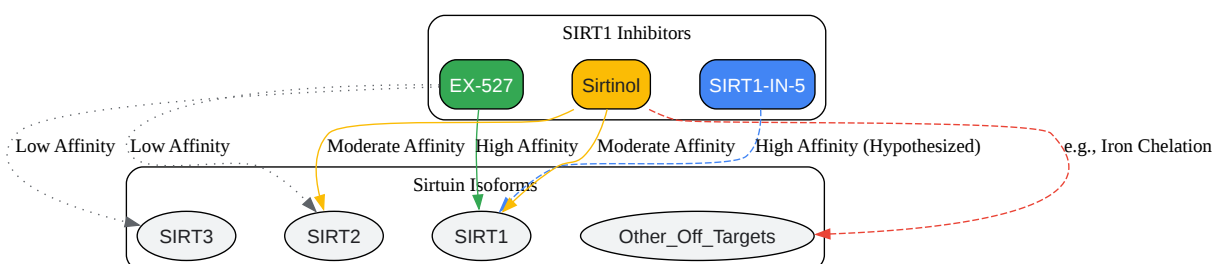 SIRT1 Inhibitors
EX-527
Sirtinol
SIRT1-IN-5
Low Affinity
Low Affinity
Moderate Affinity
High Affinity
Moderate Affinity
High Affinity (Hypothesized)
e.g., Iron Chelation
Sirtuin Isoforms
SIRT3
SIRT2
SIRT1
Other_Off_Targets